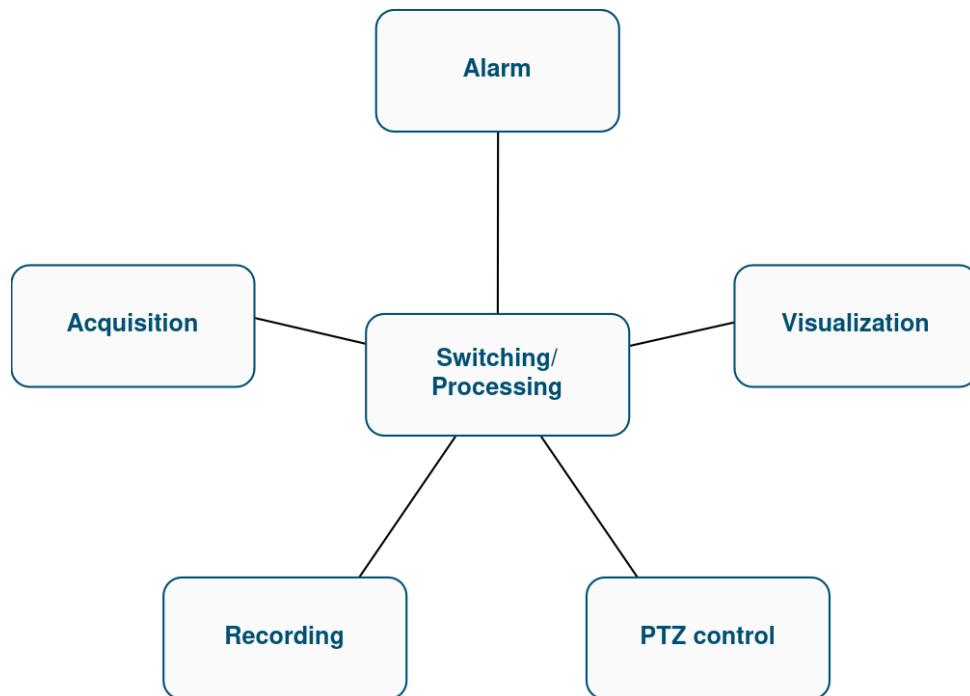 Alarm
Acquisition
Visualization
Switching/
Processing
Recording
PTZ control